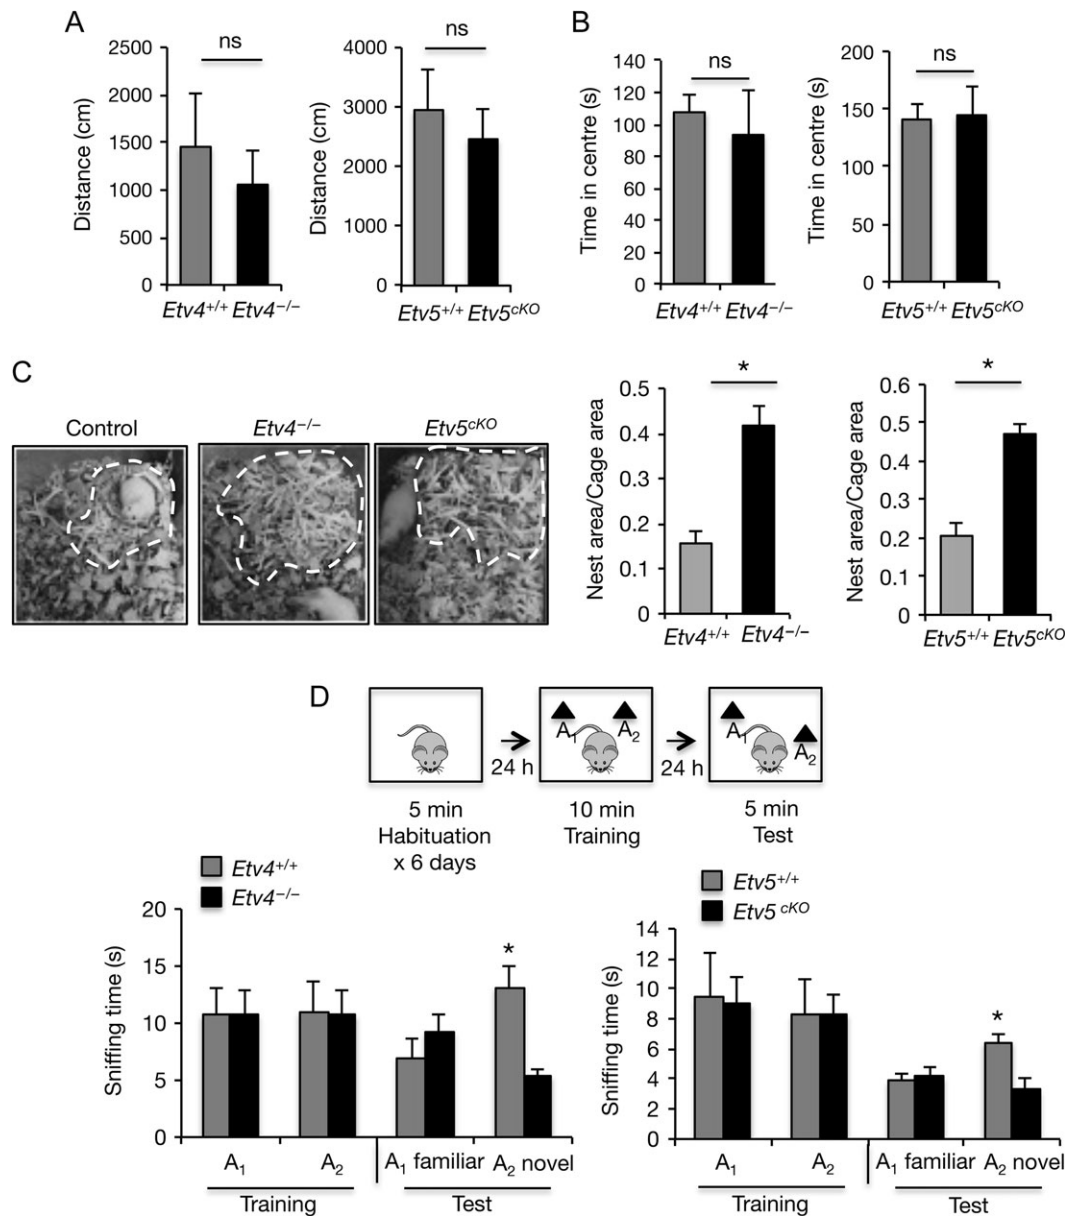 A
ns
2500
2000
1500
1000
500
0
Distance (cm)
Etv4+/+ Etv4−/−
ns
4000
3000
2000
1000
0
Distance (cm)
Etv5+/+ Etv5cKO
B
ns
140
120
100
80
60
40
20
0
Time in centre (s)
Etv4+/+ Etv4−/−
ns
200
150
100
50
0
Time in centre (s)
Etv5+/+ Etv5cKO
C
Control
Etv4−/−
Etv5cKO
*
0.5
0.4
0.3
0.2
0.1
0
Nest area/Cage area
Etv4+/+ Etv4−/−
*
0.6
0.5
0.4
0.3
0.2
0.1
0
Nest area/Cage area
Etv5+/+ Etv5cKO
D
A1
A2
A1
A2
24 h
24 h
5 min
Habituation
x 6 days
10 min
Training
5 min
Test
Etv4+/+
Etv4−/−
20
15
10
5
0
Sniffing time (s)
*
A1
A2
A1 familiar
A2 novel
Training
Test
Etv5+/+
Etv5 cKO
14
12
10
8
6
4
2
0
Sniffing time (s)
*
A1
A2
A1 familiar
A2 novel
Training
Test